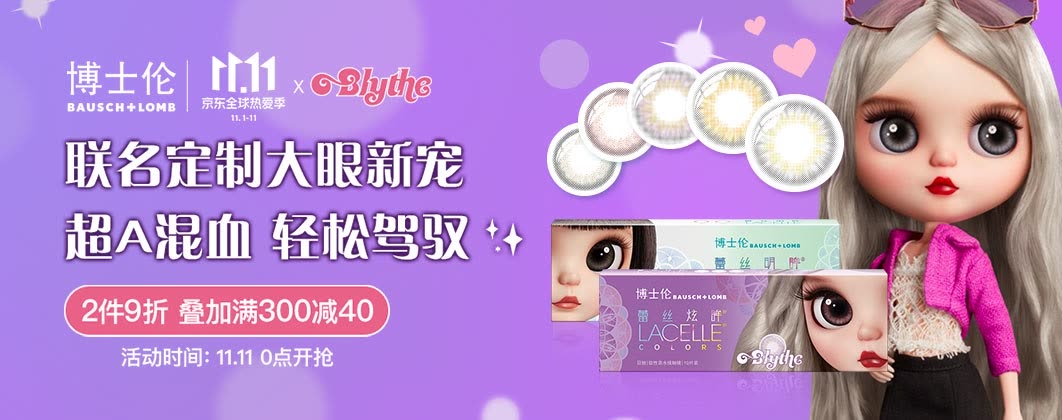 博士伦
BAUSCH+LOMB
11.11
京东全球热爱季
11.1-11
x
Blythe
联名定制大眼新宠
超A混血 轻松驾驭
2件9折 叠加满300减40
活动时间: 11.11 0点开抢
博士伦 BAUSCH+LOMB
蕾丝明眸®
博士伦 BAUSCH+LOMB
蕾丝炫眸®
LACELLE®
COLORS
Blythe